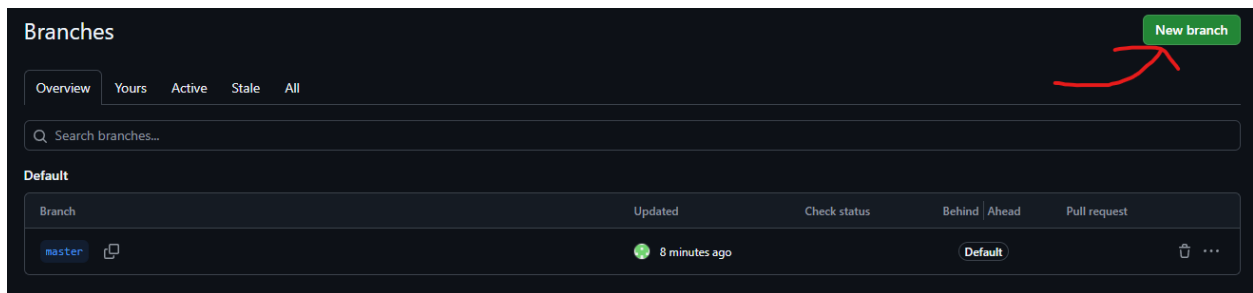 Branches
New branch
Overview Yours Active Stale All
Search branches...
Default
Branch Updated Check status Behind Ahead Pull request
master 8 minutes ago Default